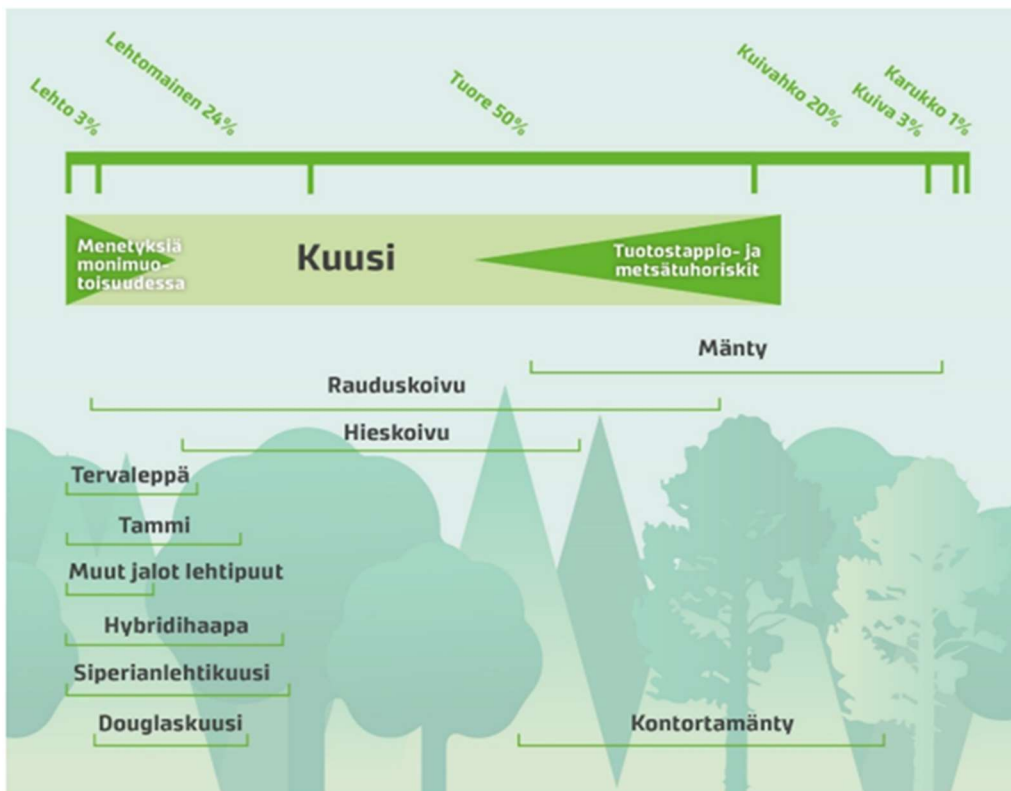 Lehto 3%
Lehtomainen 24%
Tuore 50%
Kuivahko 20%
Kuiva 3%
Karukko 1%
Menetyksiä
monimuo-
toisuudessa
Kuusi
Tuotostappio- ja
metsätuhoriskit
Mänty
Rauduskoivu
Hieskoivu
Tervaleppä
Tammi
Muut jalot lehtipuut
Hybridihaapa
Siperianlehtikuusi
Douglaskuusi
Kontortamänty